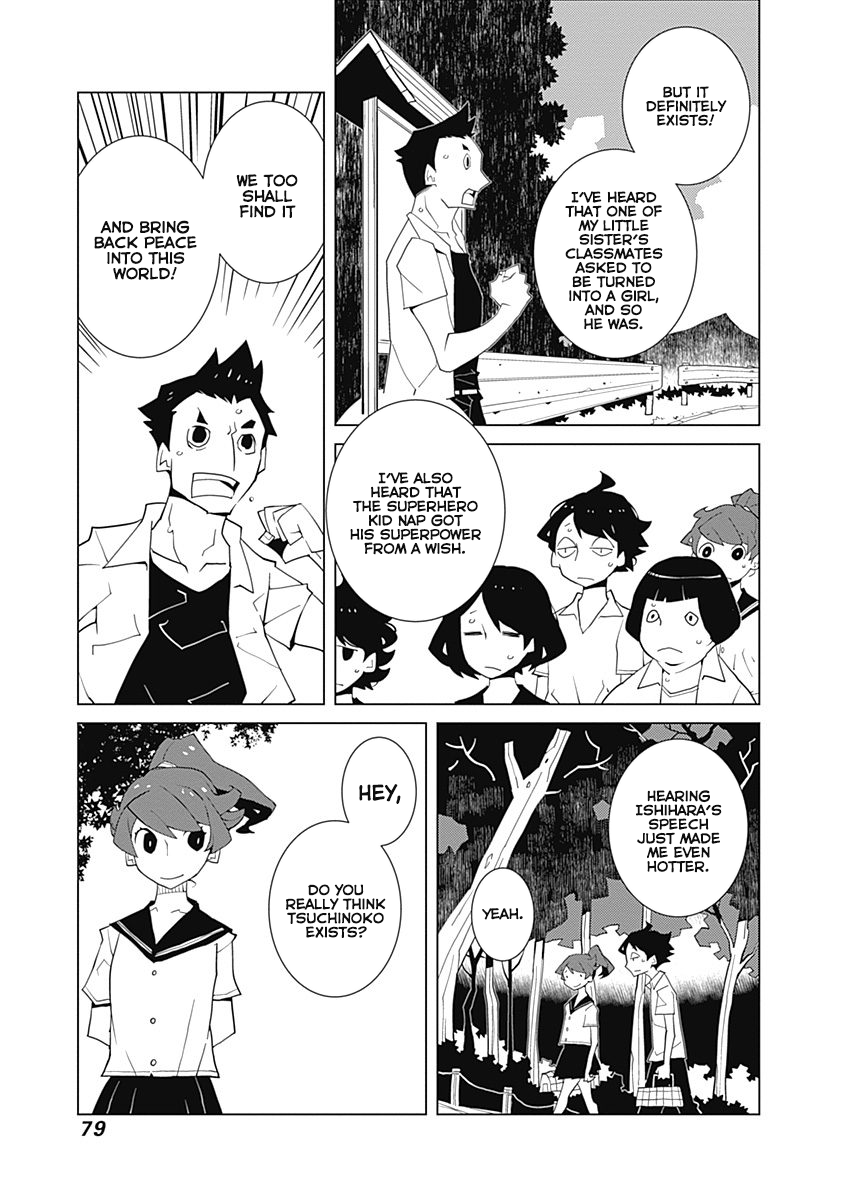 BUT IT
DEFINITELY
EXISTS!
I'VE HEARD
THAT ONE OF
MY LITTLE
SISTER'S
CLASSMATES
ASKED TO
BE TURNED
INTO A GIRL,
AND SO
HE WAS.
I'VE ALSO
HEARD THAT
THE SUPERHERO
KID NAP GOT
HIS SUPERPOWER
FROM A WISH.
WE TOO
SHALL
FIND IT
AND BRING
BACK PEACE
INTO THIS
WORLD!
HEARING
ISHIHARA'S
SPEECH
JUST MADE
ME EVEN
HOTTER.
YEAH.
HEY,
DO YOU
REALLY THINK
TSUCHINOKO
EXISTS?
79